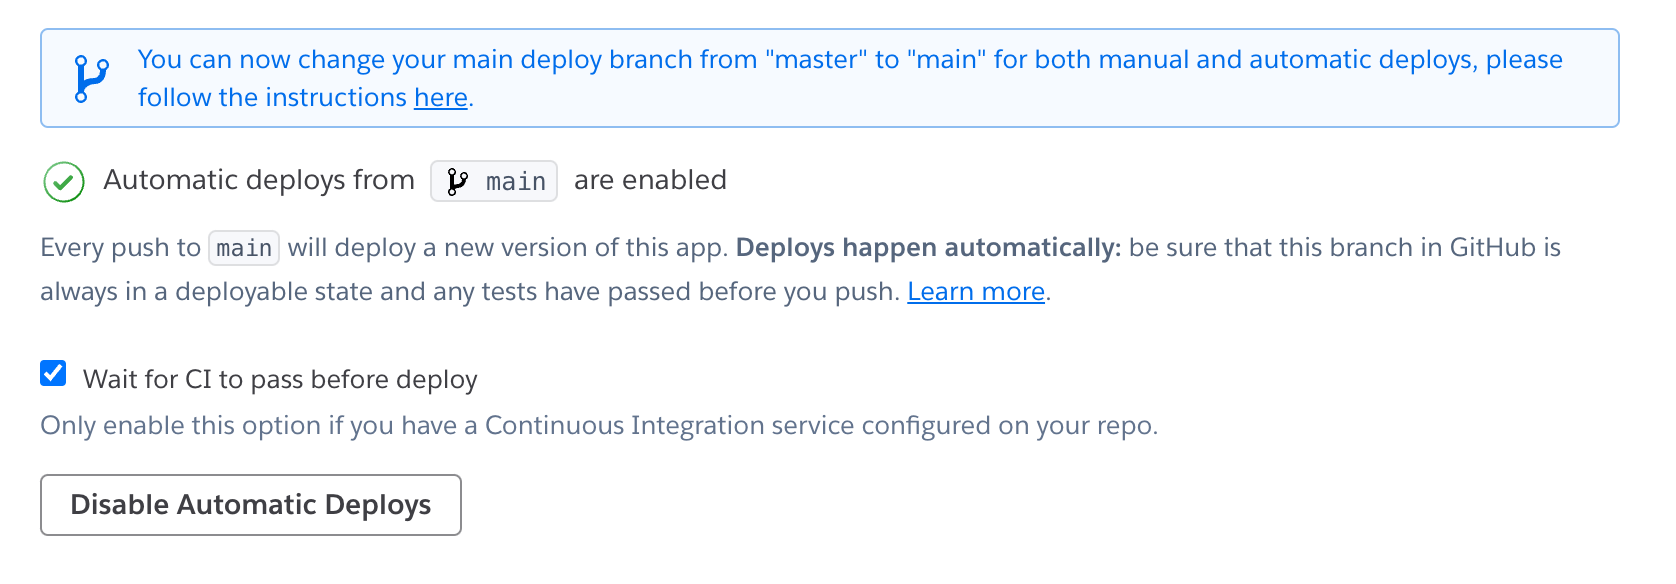 You can now change your main deploy branch from "master" to "main" for both manual and automatic deploys, please
follow the instructions here.
Automatic deploys from main are enabled
Every push to main will deploy a new version of this app. Deploys happen automatically: be sure that this branch in GitHub is
always in a deployable state and any tests have passed before you push. Learn more.
Wait for CI to pass before deploy
Only enable this option if you have a Continuous Integration service configured on your repo.
Disable Automatic Deploys